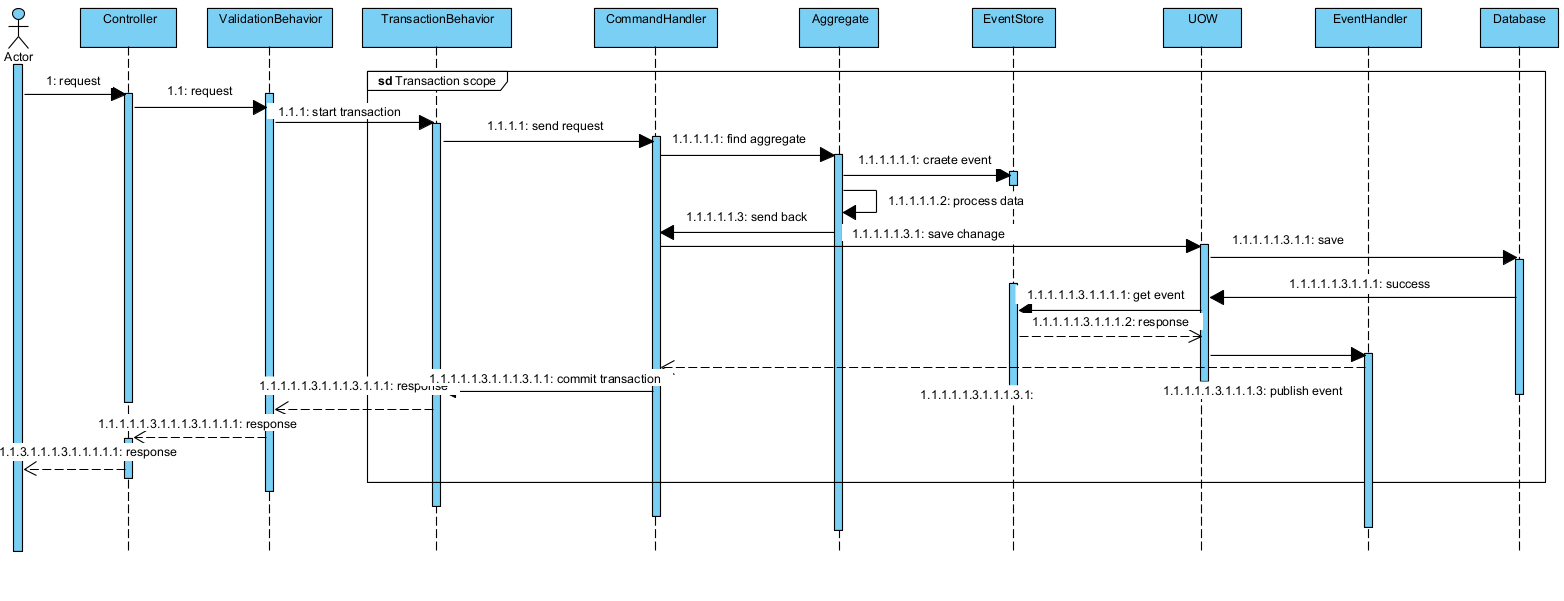 Controller
ValidationBehavior
TransactionBehavior
CommandHandler
Aggregate
EventStore
UOW
EventHandler
Database
Actor
sd Transaction scope
1: request
1.1: request
1.1.1: start transaction
1.1.1.1: send request
1.1.1.1.1: find aggregate
1.1.1.1.1.1: craete event
1.1.1.1.1.2: process data
1.1.1.1.1.3: send back
1.1.1.1.1.3.1: save chanage
1.1.1.1.1.3.1.1: save
1.1.1.1.1.3.1.1.1: success
1.1.1.1.1.3.1.1.1.1: get event
1.1.1.1.1.3.1.1.1.2: response
1.1.1.1.1.3.1.1.1.3: publish event
1.1.1.1.1.3.1.1.1.3.1:
1.1.1.1.1.3.1.1.1.3.1.1: commit transaction
1.1.1.1.1.3.1.1.1.3.1.1.1: response
1.1.1.1.1.3.1.1.1.3.1.1.1.1: response
1.1.3.1.1.1.3.1.1.1.1.1: response